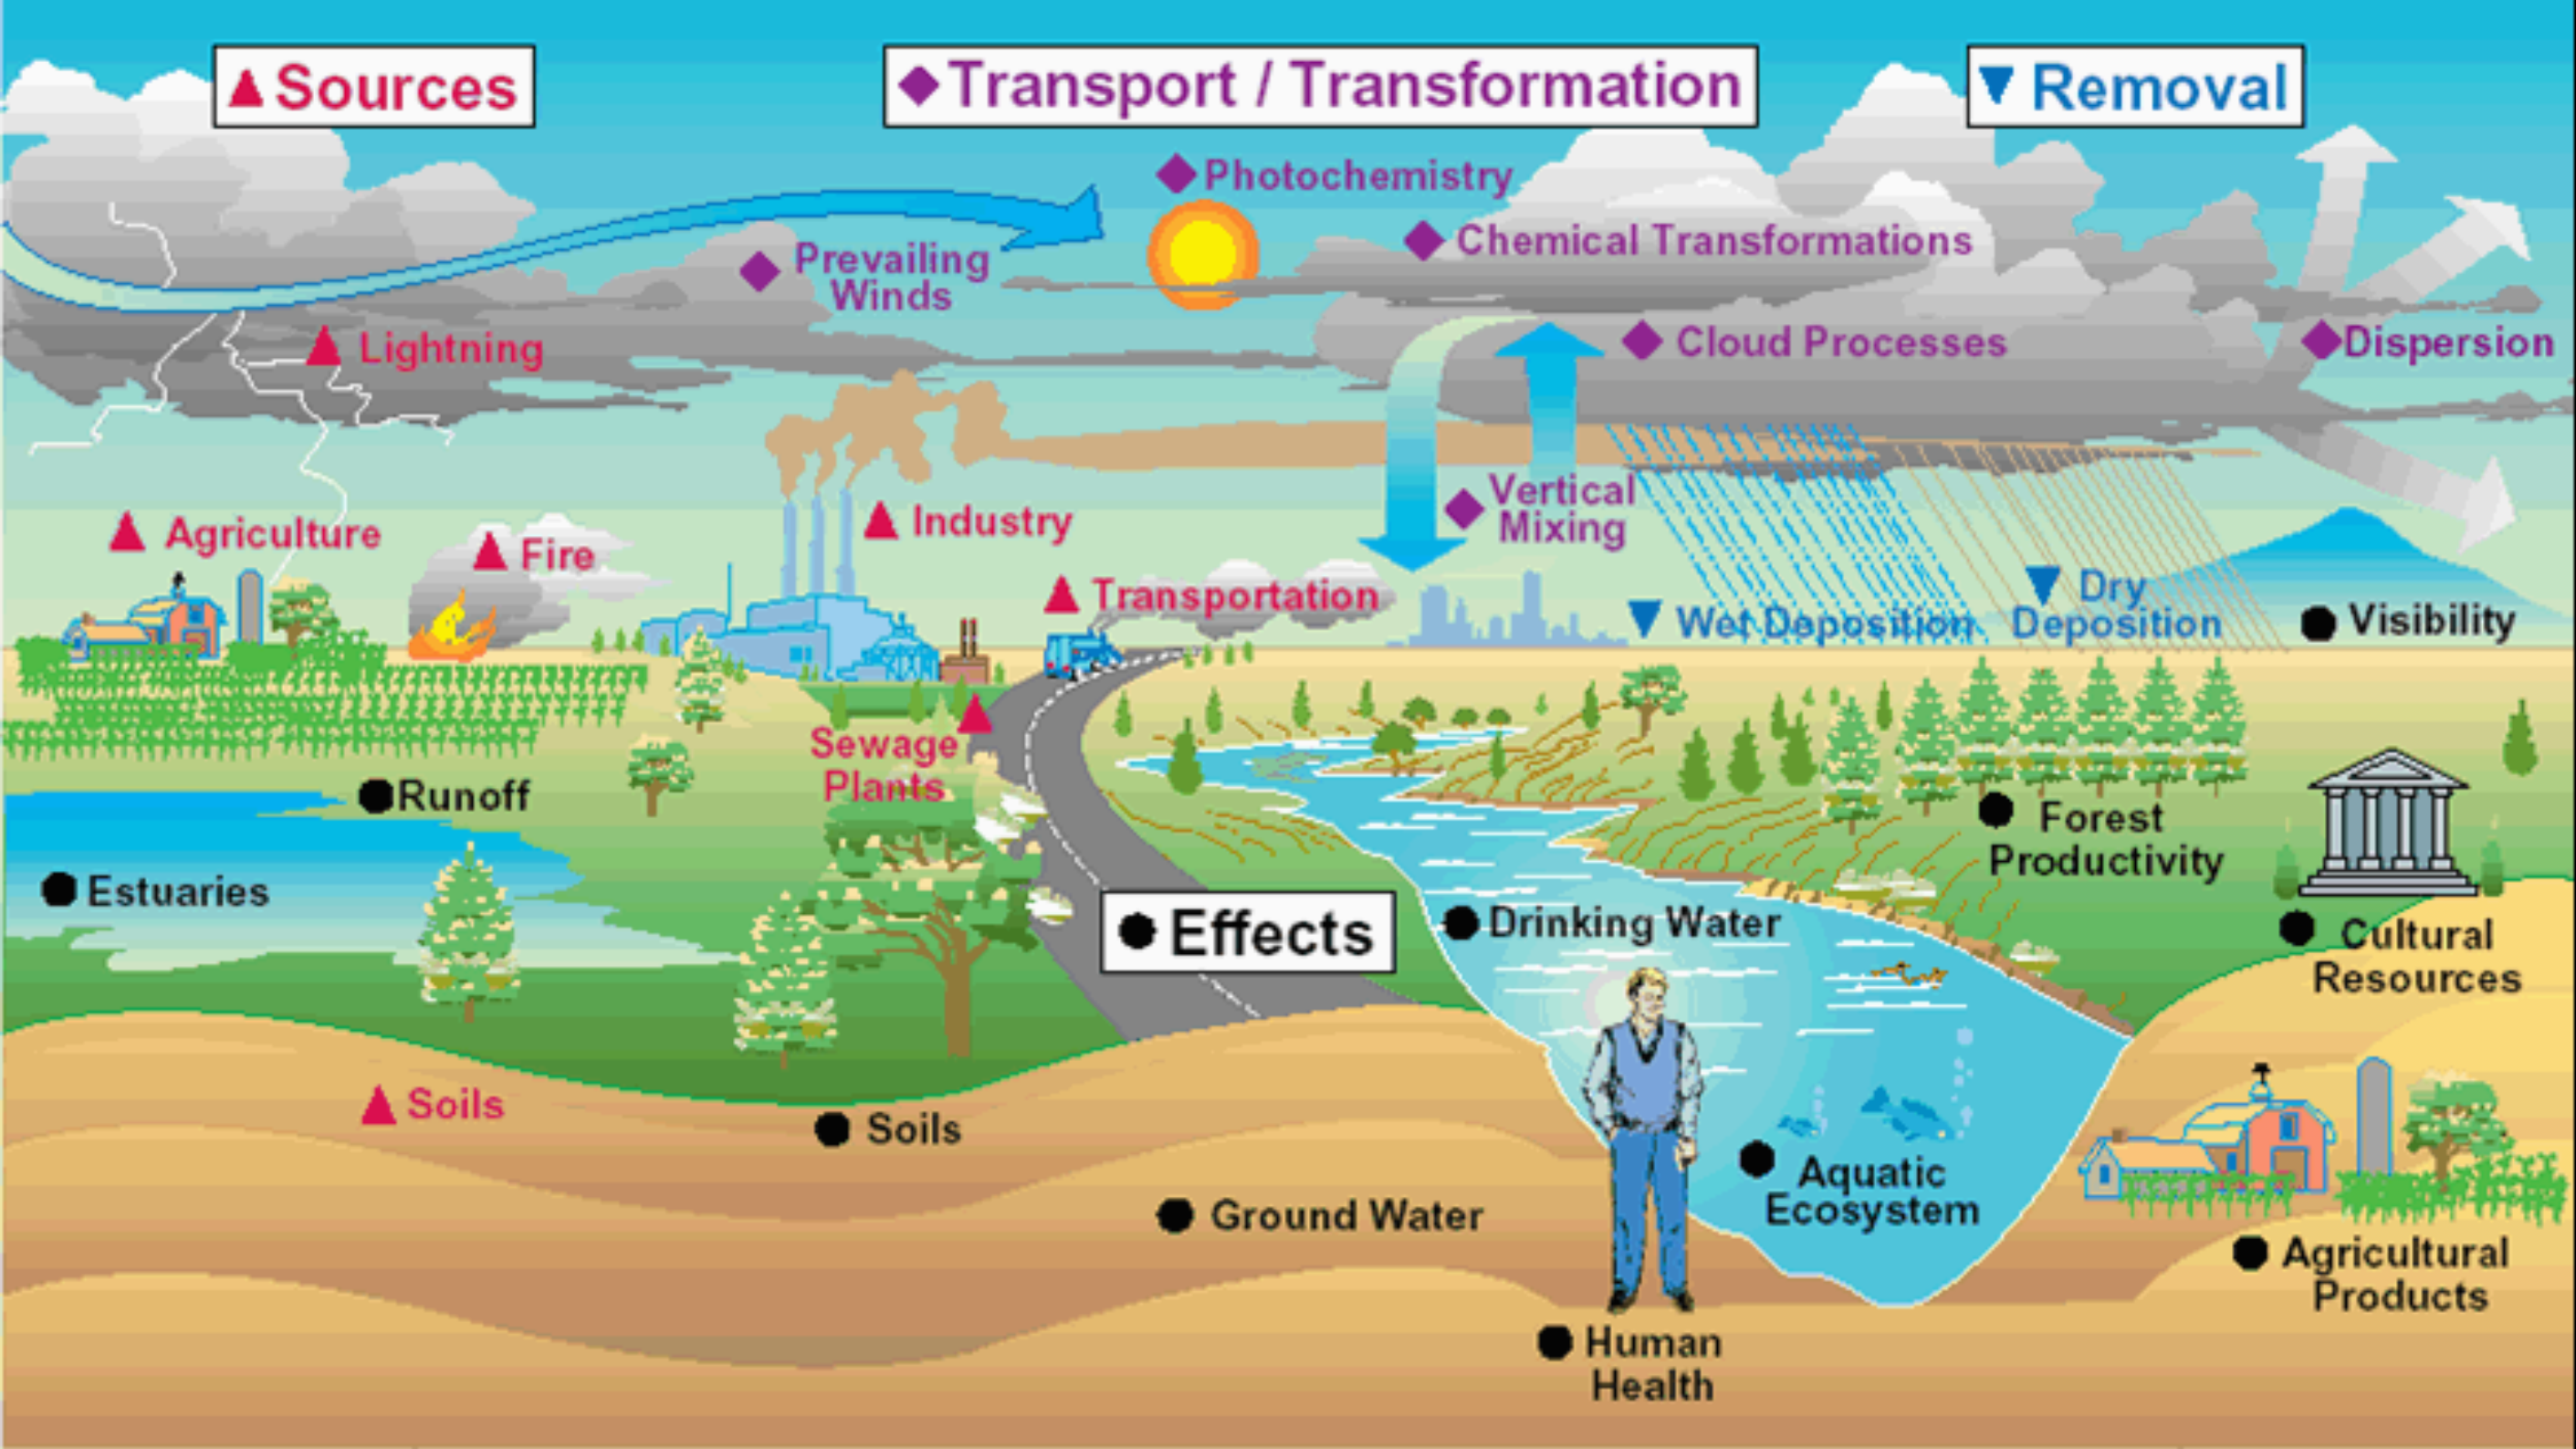 Sources
Transport / Transformation
Removal
Photochemistry
Chemical Transformations
Prevailing
Winds
Lightning
Cloud Processes
Dispersion
Vertical
Mixing
Agriculture
Fire
Industry
Transportation
Wet Deposition
Dry
Deposition
Visibility
Sewage
Plants
Runoff
Forest
Productivity
Estuaries
Effects
Drinking Water
Cultural
Resources
Soils
Soils
Aquatic
Ecosystem
Ground Water
Agricultural
Products
Human
Health